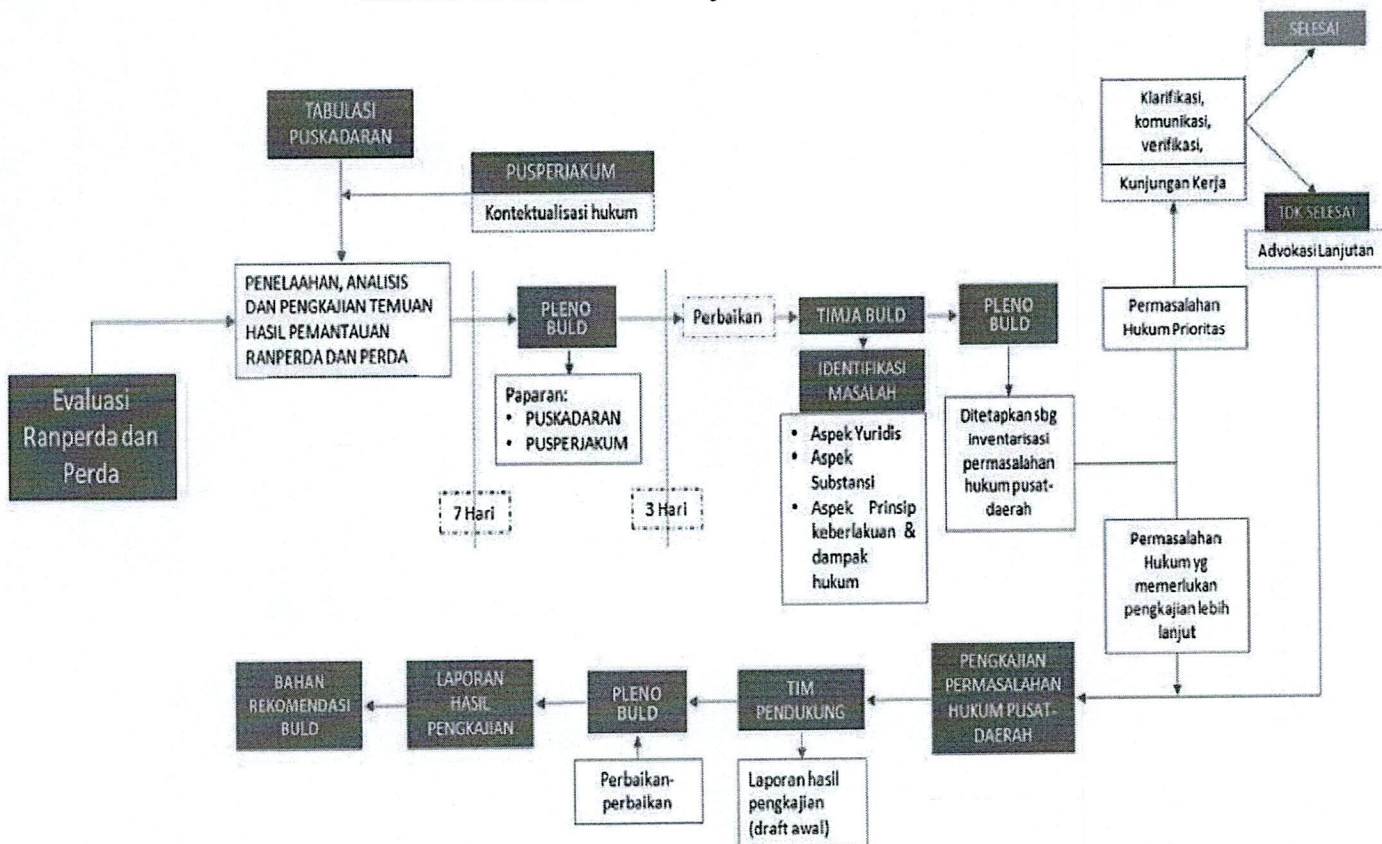 SELESAI
TABULASI
PUSKADARAN
PUSPERJAKUM
Kontektualisasi hukum
Klarifikasi,
komunikasi,
verifikasi,
Kunjungan Kerja
TDK SELESAI
Advokasi Lanjutan
PENELAAHAN, ANALISIS
DAN PENGKAJIAN TEMUAN
HASIL PEMANTAUAN
RANPERDA DAN PERDA
PLENO
BULD
Perbaikan
TIMJA BULD
PLENO
BULD
Permasalahan
Hukum Prioritas
Evaluasi
Ranperda dan
Perda
Paparan:
• PUSKADARAN
• PUSPERJAKUM
IDENTIFIKASI
MASALAH
• Aspek Yuridis
• Aspek
Substansi
• Aspek Prinsip
keberlakuan &
dampak
hukum
Ditetapkan sbg
inventarisasi
permasalahan
hukum pusat-
daerah
7 Hari
3 Hari
Permasalahan
Hukum yg
memerlukan
pengkajian lebih
lanjut
PENGKAJIAN
PERMASALAHAN
HUKUM PUSAT-
DAERAH
TIM
PENDUKUNG
PLENO
BULD
LAPORAN
HASIL
PENGKAJIAN
BAHAN
REKOMENDASI
BULD
Perbaikan-
perbaikan
Laporan hasil
pengkajian
(draft awal)